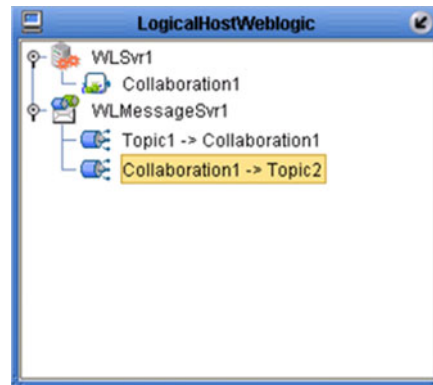 LogicalHostWeblogic
WLSvr1
Collaboration1
WLMessageSvr1
Topic1 -> Collaboration1
Collaboration1 -> Topic2